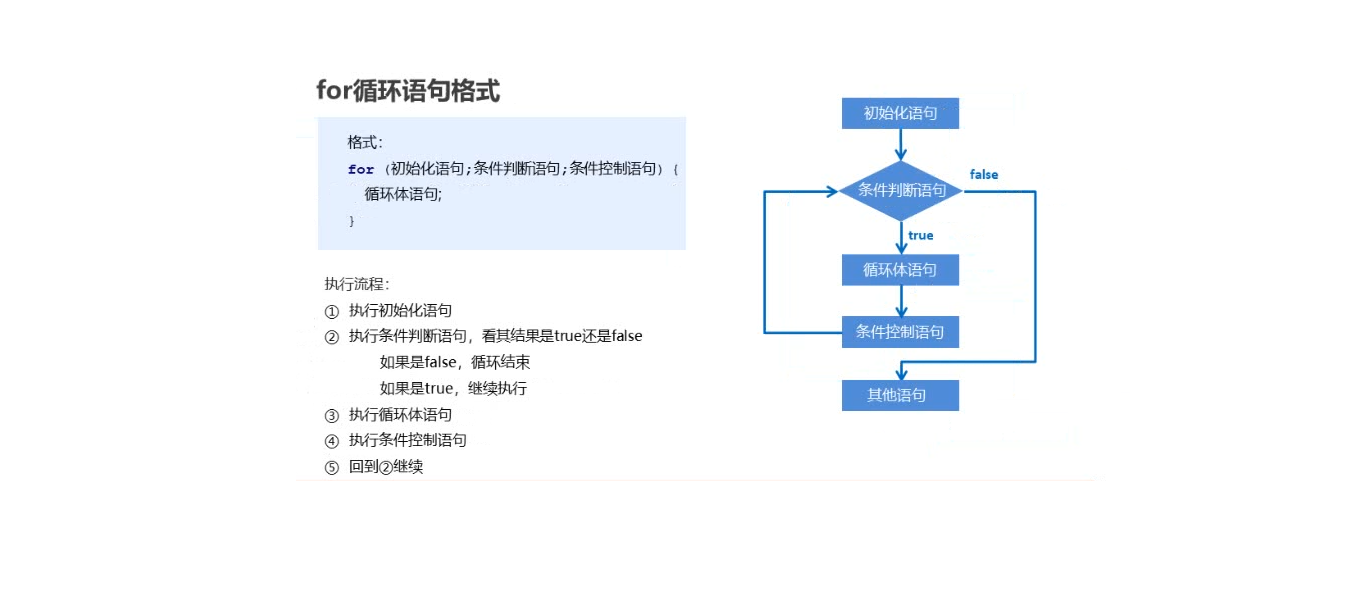 for循环语句格式
格式：
for (初始化语句;条件判断语句;条件控制语句) {
循环体语句;
}
执行流程：
① 执行初始化语句
② 执行条件判断语句，看其结果是true还是false
如果是false，循环结束
如果是true，继续执行
③ 执行循环体语句
④ 执行条件控制语句
⑤ 回到②继续
初始化语句
条件判断语句
false
true
循环体语句
条件控制语句
其他语句